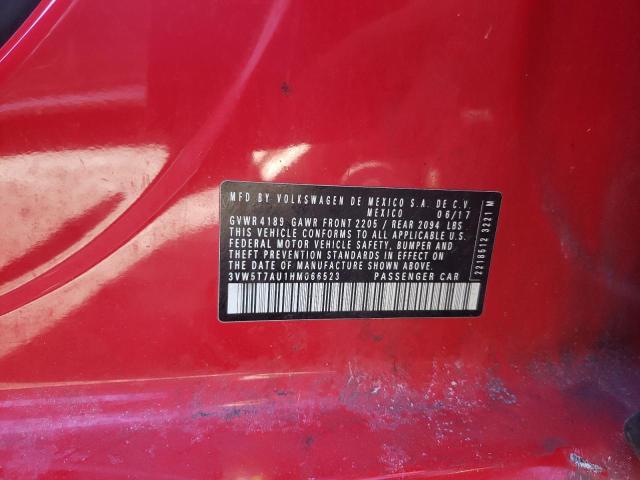 MFD BY VOLKSWAGEN DE MEXICO S.A. DE C.V.
MEXICO 06/17
GVWR 4189 GAWR FRONT 2205 / REAR 2094 LBS
THIS VEHICLE CONFORMS TO ALL APPLICABLE U.S.
FEDERAL MOTOR VEHICLE SAFETY, BUMPER AND
THEFT PREVENTION STANDARDS IN EFFECT ON
THE DATE OF MANUFACTURE SHOWN ABOVE
3VW5T7AU1HM066523 PASSENGER CAR
2218512 3221 M